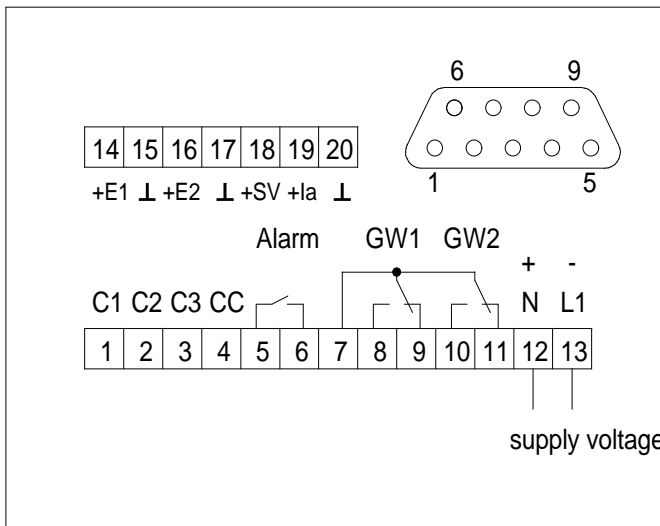 6 9
14 15 16 17 18 19 20
1 5
+E1 ⊥ +E2 ⊥ +SV +Ia ⊥
Alarm GW1 GW2
+ -
C1 C2 C3 CC N L1
1 2 3 4 5 6 7 8 9 10 11 12 13
supply voltage